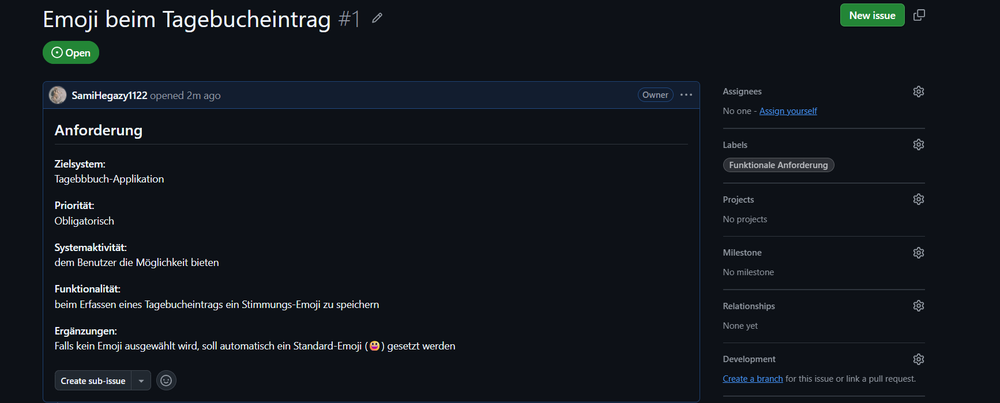 Emoji beim Tagebucheintrag #1
New issue
Open
SamiHegazy1122 opened 2m ago
Owner
Anforderung
Zielsystem:
Tagebbbuch-Applikation
Priorität:
Obligatorisch
Systemaktivität:
dem Benutzer die Möglichkeit bieten
Funktionalität:
beim Erfassen eines Tagebucheintrags ein Stimmungs-Emoji zu speichern
Ergänzungen:
Falls kein Emoji ausgewählt wird, soll automatisch ein Standard-Emoji (😀) gesetzt werden
Create sub-issue
Assignees
No one - Assign yourself
Labels
Funktionale Anforderung
Projects
No projects
Milestone
No milestone
Relationships
None yet
Development
Create a branch for this issue or link a pull request.